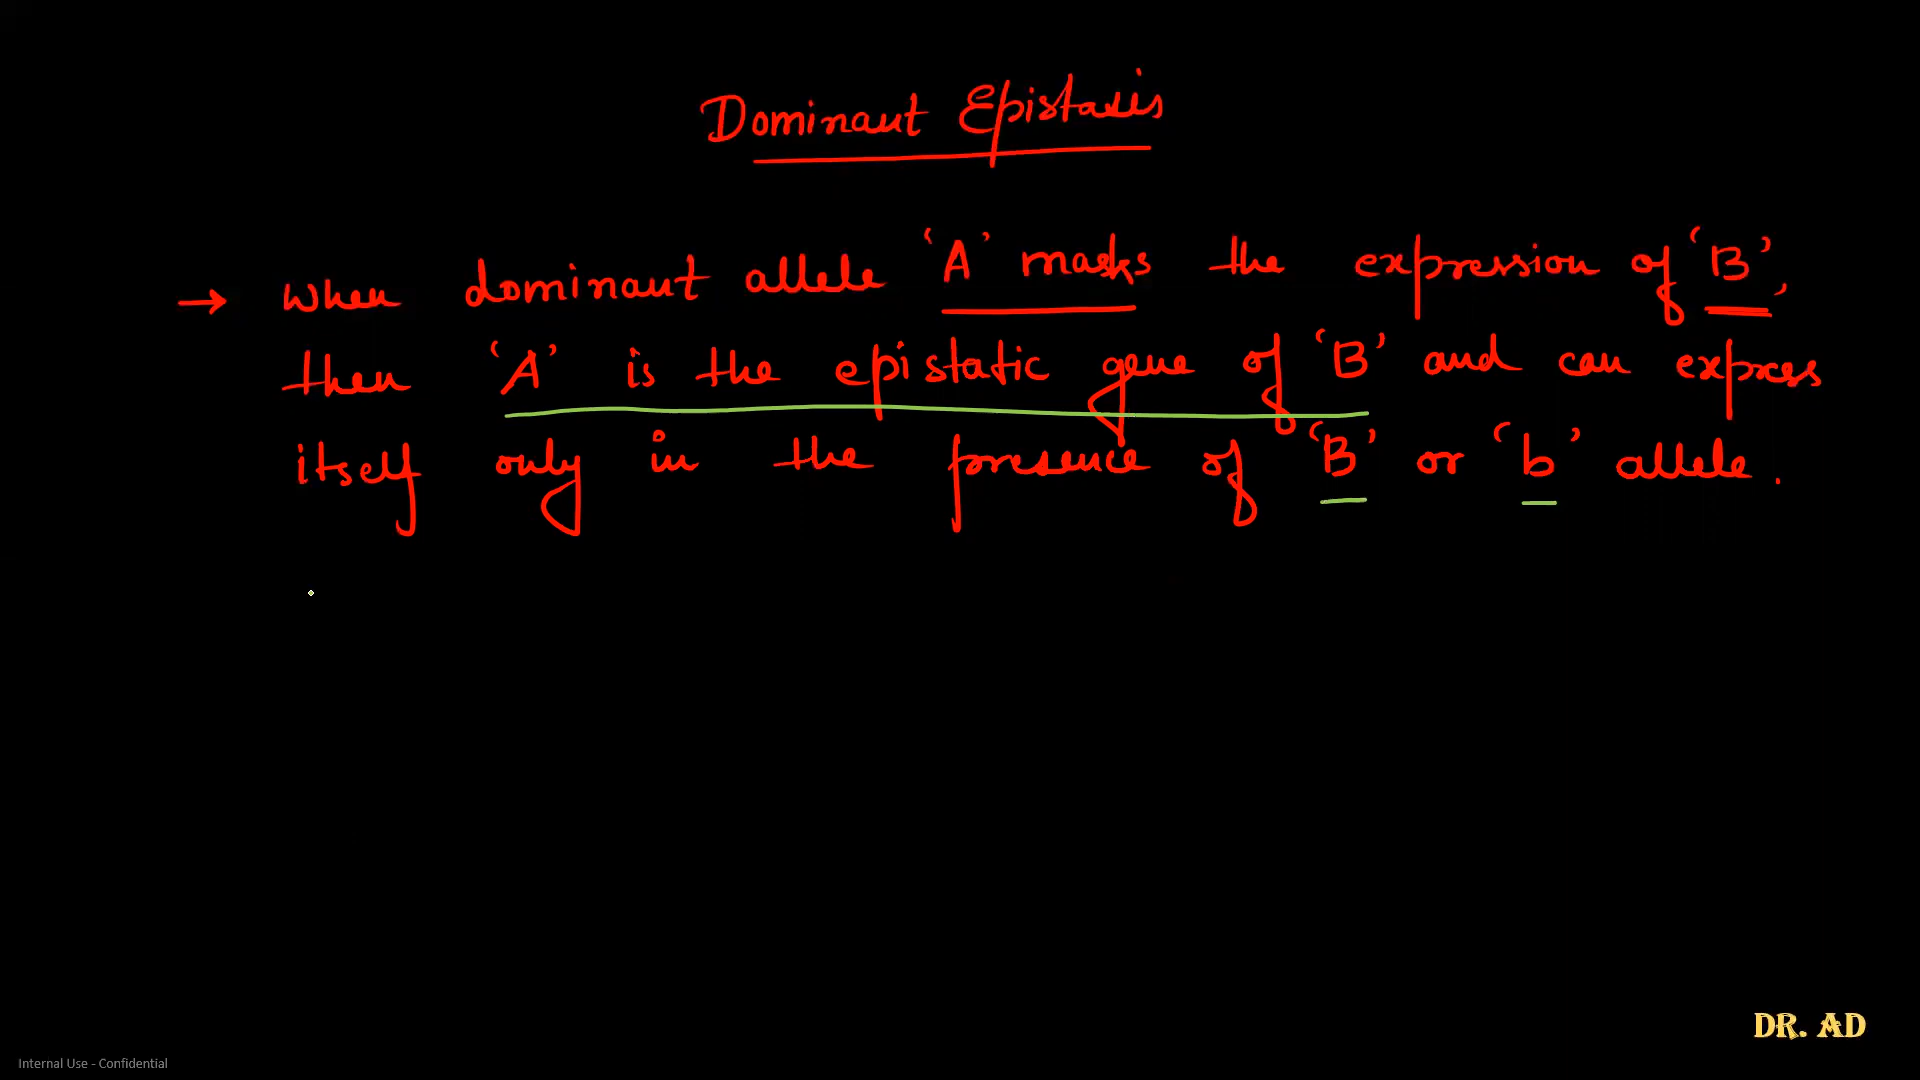 Dominant Epistasis
→ When dominant allele 'A' masks the expression of 'B',
then 'A' is the epistatic gene of 'B' and can express
itself only in the presence of 'B' or 'b' allele.
DR. AD
Internal Use - Confidential